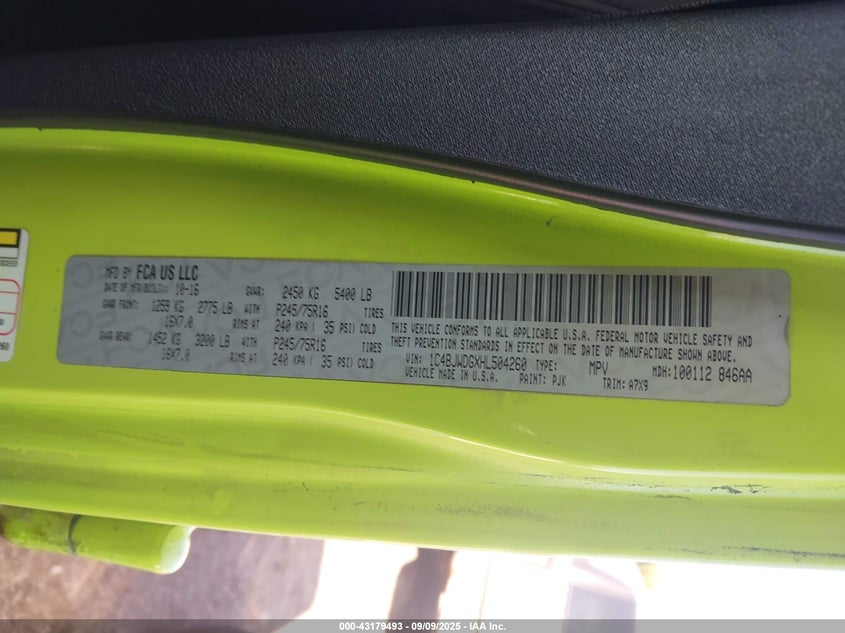 MFD BY FCA US LLC
DATE OF MFD(BUILD): 10-16 GVWR: 2450 KG 5400 LB
GAWR FRONT: 1259 KG 2775 LB WITH P245/75R16 TIRES
16X7.0 RIMS AT 240 KPA ( 35 PSI) COLD
GAWR REAR: 1452 KG 3200 LB WITH P245/75R16 TIRES
16X7.0 RIMS AT 240 KPA ( 35 PSI) COLD
THIS VEHICLE CONFORMS TO ALL APPLICABLE U.S.A. FEDERAL MOTOR VEHICLE SAFETY AND
THEFT PREVENTION STANDARDS IN EFFECT ON THE DATE OF MANUFACTURE SHOWN ABOVE.
VIN: 1C4BJWDGXHL504260 TYPE: MPV MDH: 100112 846AA
VEHICLE MADE IN U.S.A. PAINT: PJK TRIM: A7X9
000-43179493 - 09/09/2025 - IAA Inc.